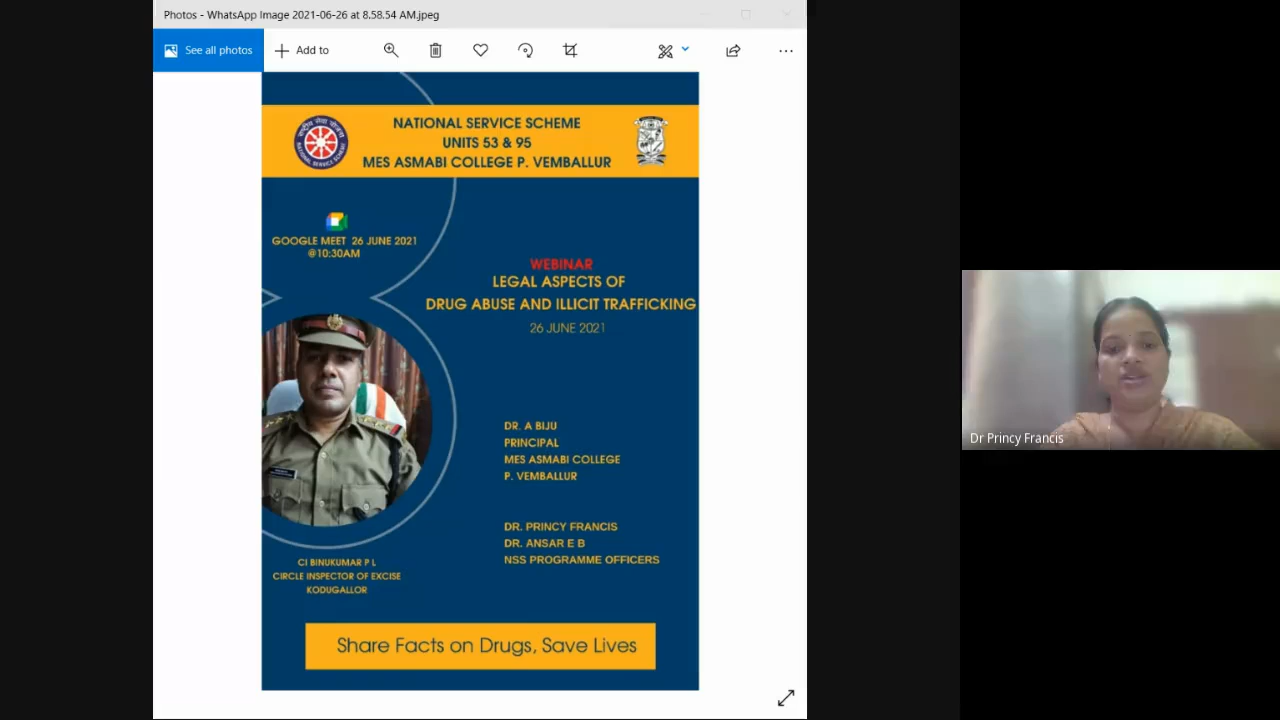 Photos - WhatsApp Image 2021-06-26 at 8.58.54 AM.jpeg
See all photos
Add to
NATIONAL SERVICE SCHEME
UNITS 53 & 95
MES ASMABI COLLEGE P. VEMBALLUR
GOOGLE MEET 26 JUNE 2021
@10:30AM
WEBINAR
LEGAL ASPECTS OF
DRUG ABUSE AND ILLICIT TRAFFICKING
26 JUNE 2021
DR. A BIJU
PRINCIPAL
MES ASMABI COLLEGE
P. VEMBALLUR
DR. PRINCY FRANCIS
DR. ANSAR E B
NSS PROGRAMME OFFICERS
CI BINUKUMAR P L
CIRCLE INSPECTOR OF EXCISE
KODUGALLOR
Share Facts on Drugs, Save Lives
Dr Princy Francis